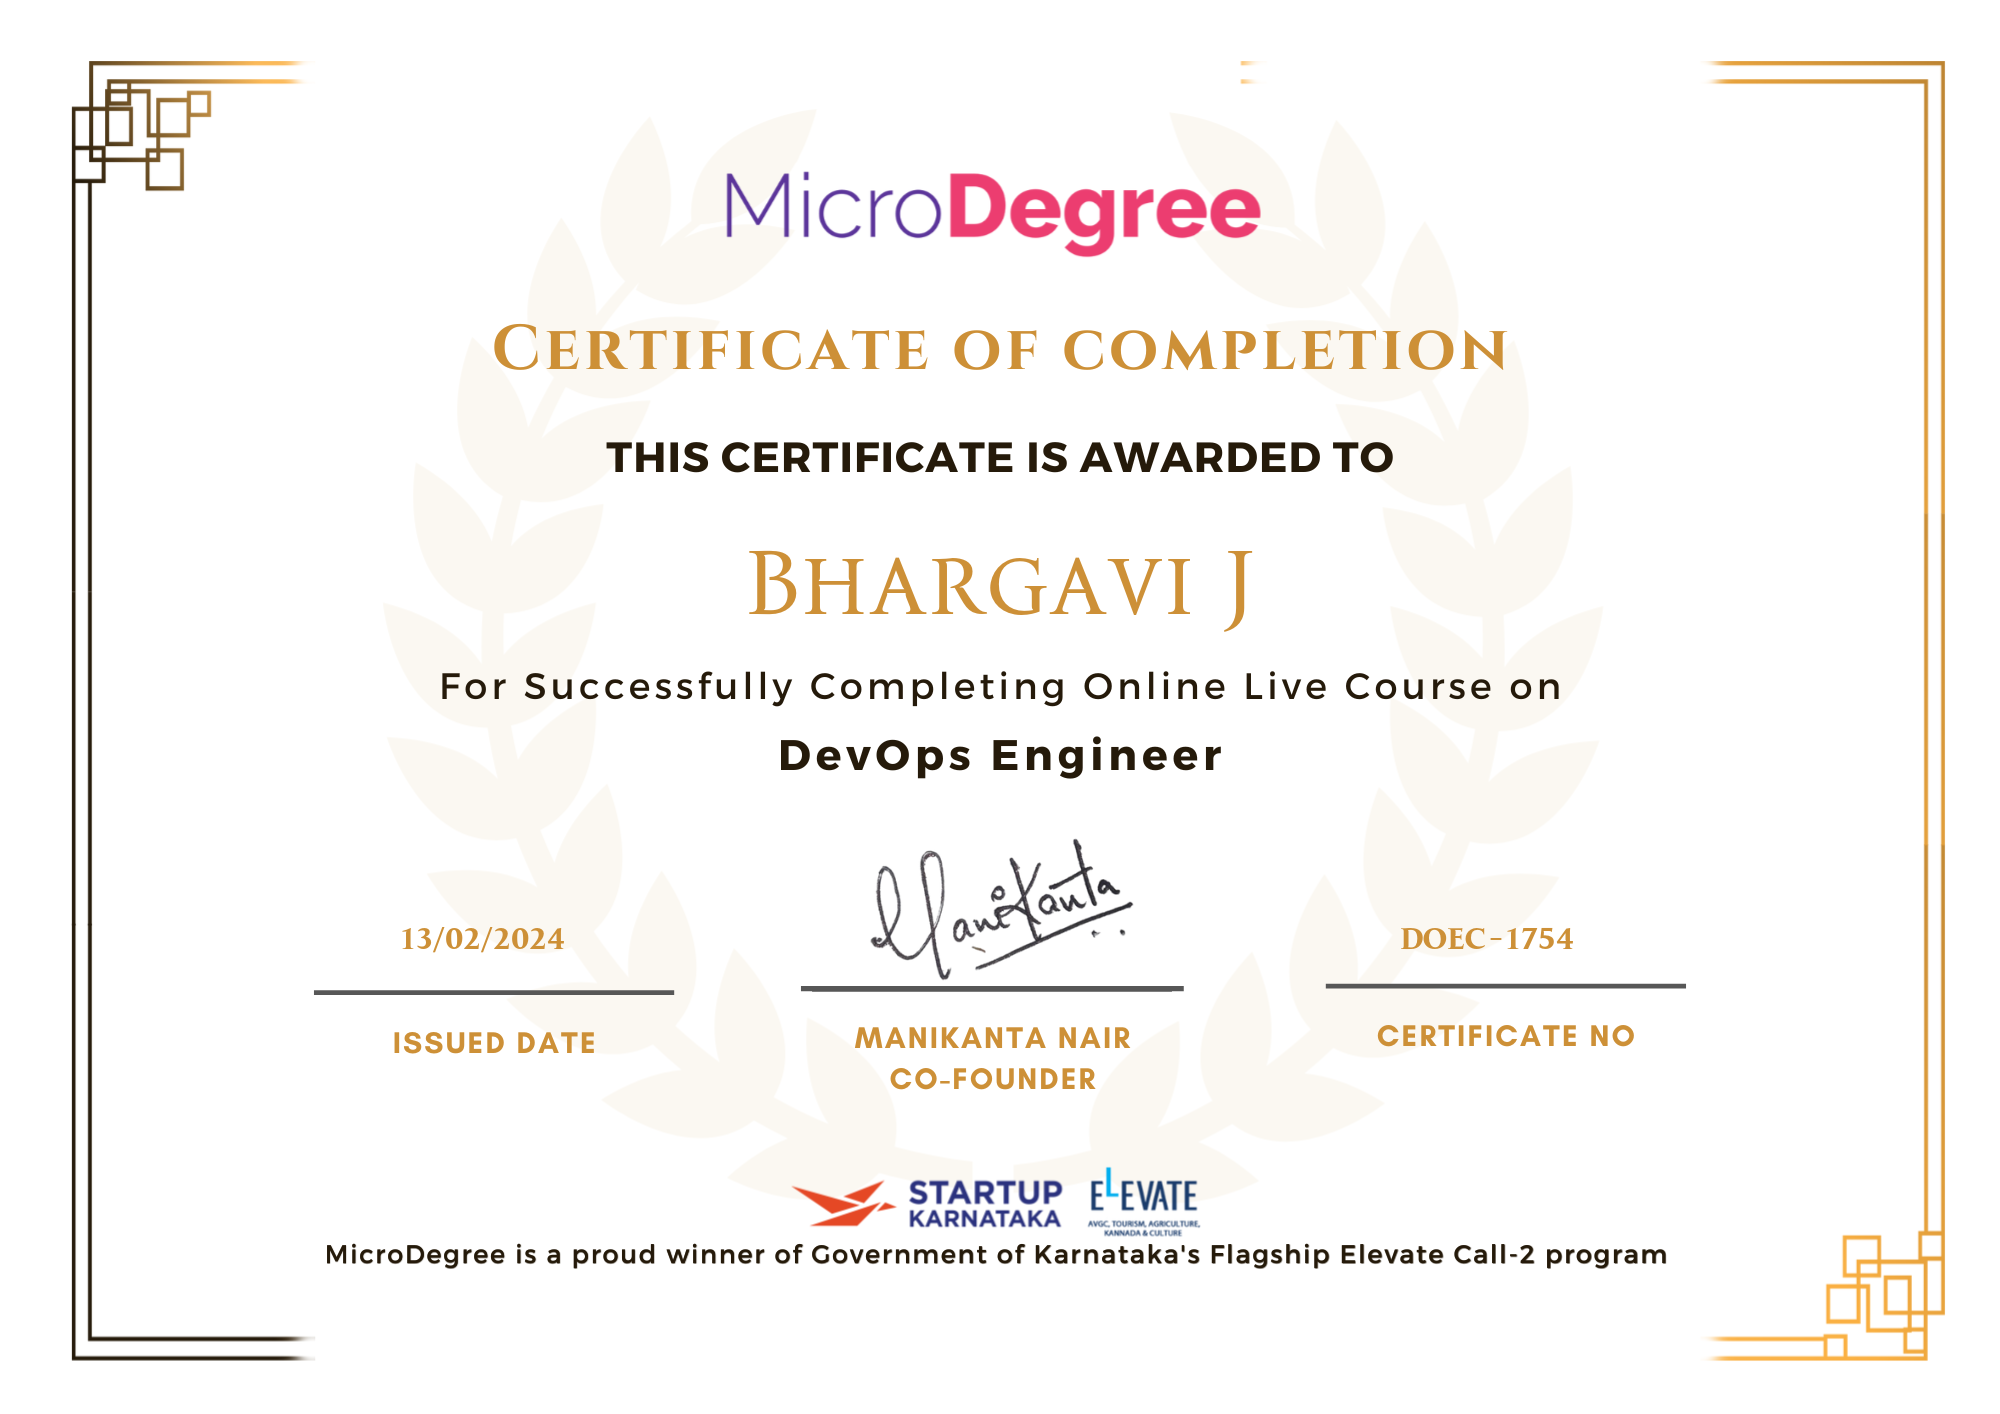 MicroDegree
CERTIFICATE OF COMPLETION
THIS CERTIFICATE IS AWARDED TO
BHARGAVI J
For Successfully Completing Online Live Course on
DevOps Engineer
Manikanta
13/02/2024
DOEC-1754
ISSUED DATE
MANIKANTA NAIR
CO-FOUNDER
CERTIFICATE NO
STARTUP
KARNATAKA
ELEVATE
AVGC, TOURISM, AGRICULTURE,
KANNADA & CULTURE
MicroDegree is a proud winner of Government of Karnataka's Flagship Elevate Call-2 program